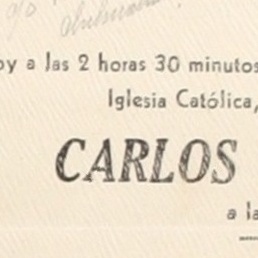 oy a las 2 horas 30 minutos
Iglesia Católica,
CARLOS
a la